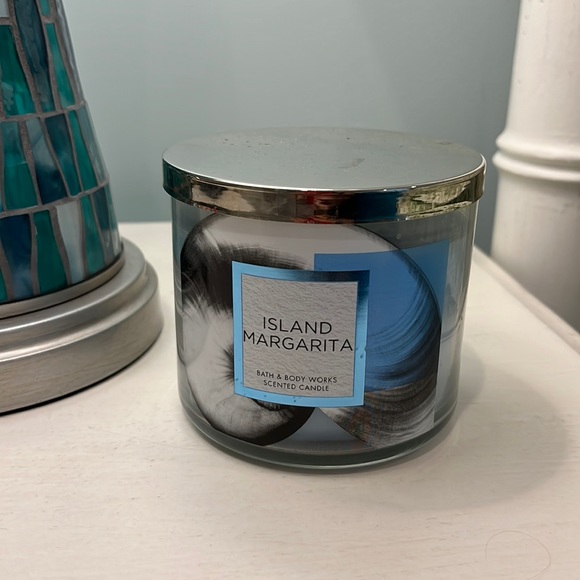 ISLAND
MARGARITA
BATH & BODY WORKS
SCENTED CANDLE